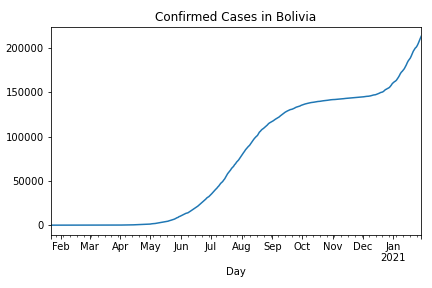 Confirmed Cases in Bolivia
200000
150000
100000
50000
0
Feb Mar Apr May Jun Jul Aug Sep Oct Nov Dec Jan
2021
Day